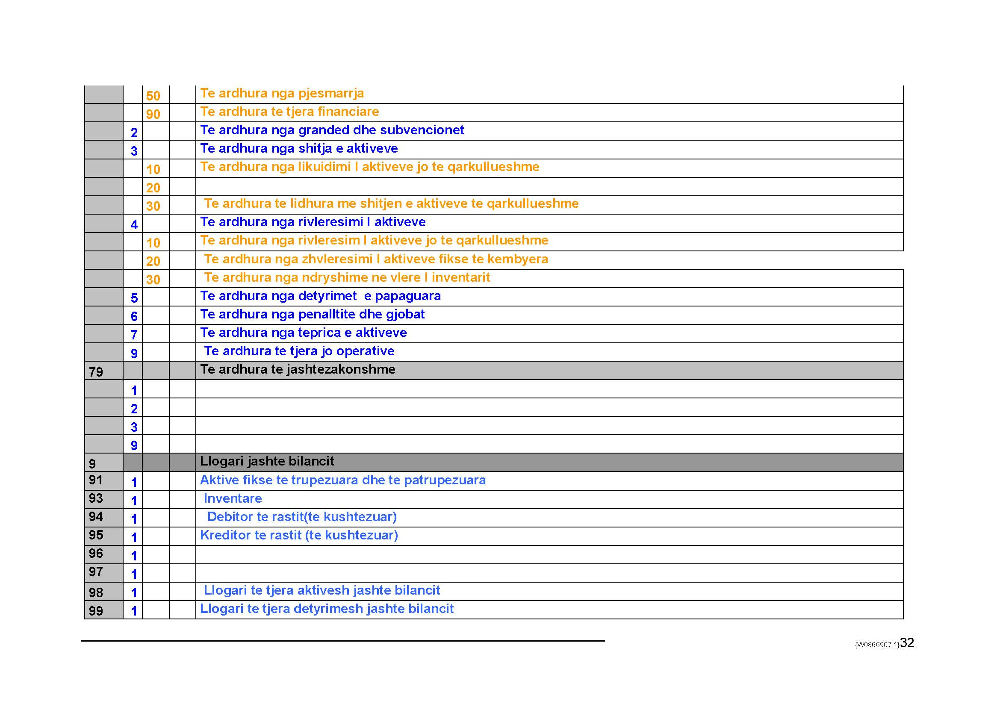 50 Te ardhura nga pjesmarrja
90 Te ardhura te tjera financiare
2 Te ardhura nga granded dhe subvencionet
3 Te ardhura nga shitja e aktiveve
10 Te ardhura nga likuidimi I aktiveve jo te qarkullueshme
20
30 Te ardhura te lidhura me shitjen e aktiveve te qarkullueshme
4 Te ardhura nga rivleresimi I aktiveve
10 Te ardhura nga rivleresim I aktiveve jo te qarkullueshme
20 Te ardhura nga zhvleresimi I aktiveve fikse te kembyera
30 Te ardhura nga ndryshime ne vlere I inventarit
5 Te ardhura nga detyrimet e papaguara
6 Te ardhura nga penalltite dhe gjobat
7 Te ardhura nga teprica e aktiveve
9 Te ardhura te tjera jo operative
79 Te ardhura te jashtezakonshme
1
2
3
9
9 Llogari jashte bilancit
91 1 Aktive fikse te trupezuara dhe te patrupezuara
93 1 Inventare
94 1 Debitor te rastit(te kushtezuar)
95 1 Kreditor te rastit (te kushtezuar)
96 1
97 1
98 1 Llogari te tjera aktivesh jashte bilancit
99 1 Llogari te tjera detyrimesh jashte bilancit
{W0866907.1}32